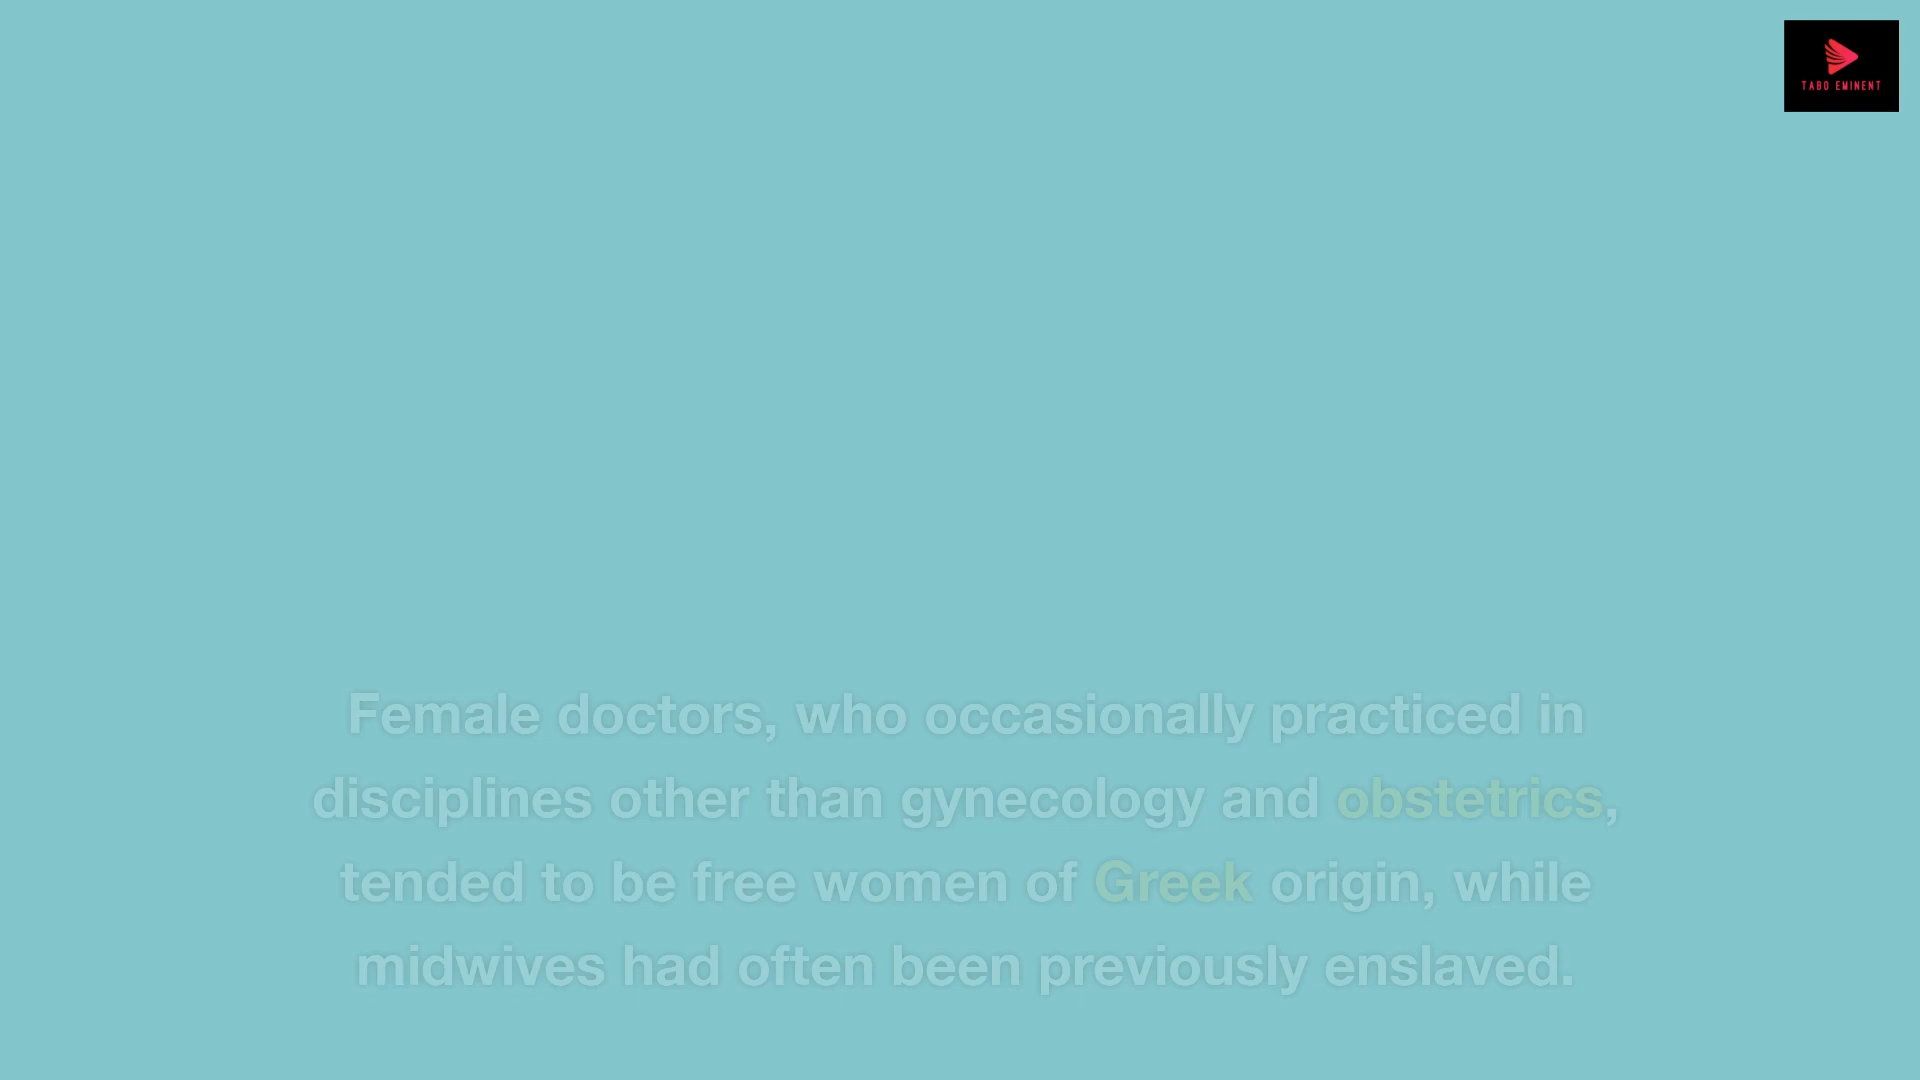 TABO EMINENT
Female doctors, who occasionally practiced in
disciplines other than gynecology and obstetrics,
tended to be free women of Greek origin, while
midwives had often been previously enslaved.